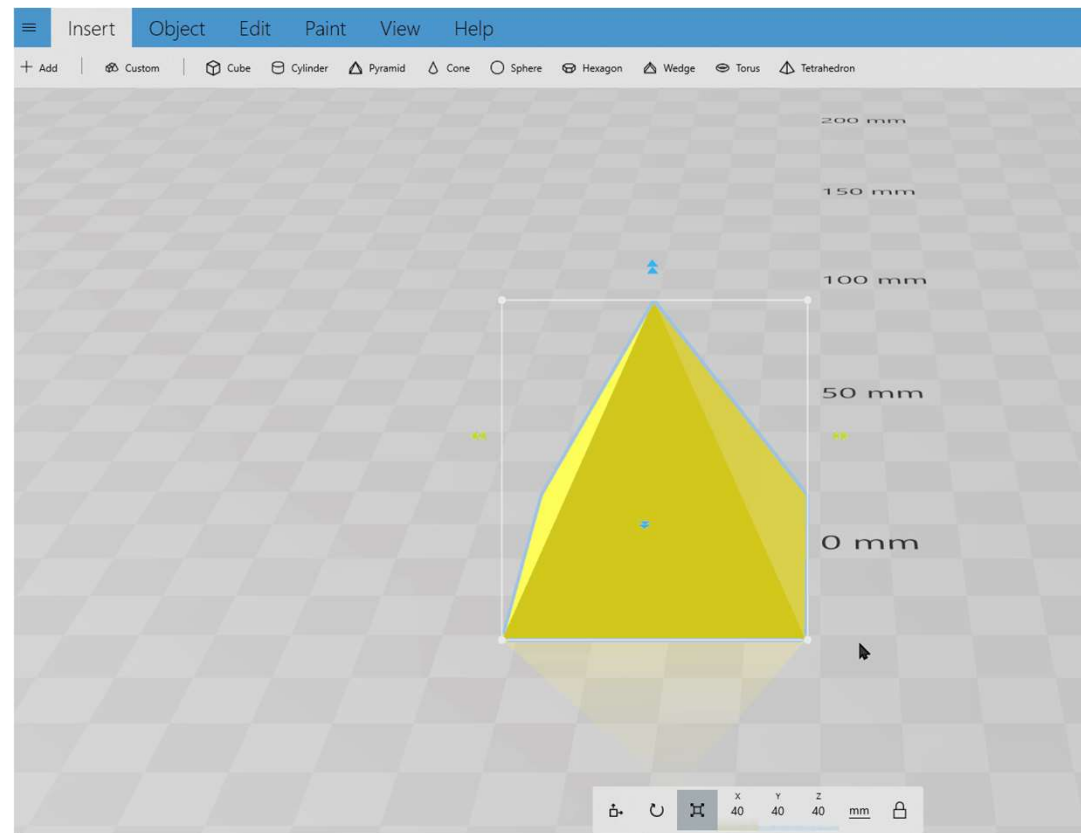 Insert Object Edit Paint View Help
Add Custom Cube Cylinder Pyramid Cone Sphere Hexagon Wedge Torus Tetrahedron
200 mm
150 mm
100 mm
50 mm
0 mm
X Y Z
40 40 40 mm